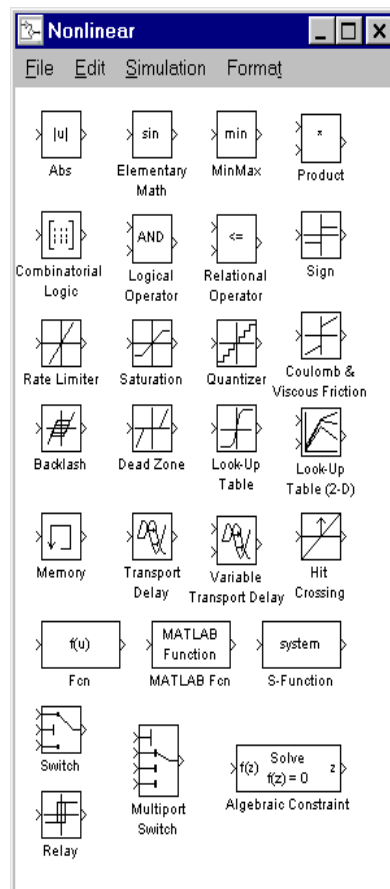 Nonlinear
File Edit Simulation Format
|u| sin min *
Abs Elementary Math MinMax Product
AND <=
Combinatorial Logic Logical Operator Relational Operator Sign
Rate Limiter Saturation Quantizer Coulomb & Viscous Friction
Backlash Dead Zone Look-Up Table Look-Up Table (2-D)
Memory Transport Delay Variable Transport Delay Hit Crossing
f(u) MATLAB Function system
Fcn MATLAB Fcn S-Function
Switch
Multiport Switch
f(z) Solve f(z) = 0 z
Algebraic Constraint
Relay